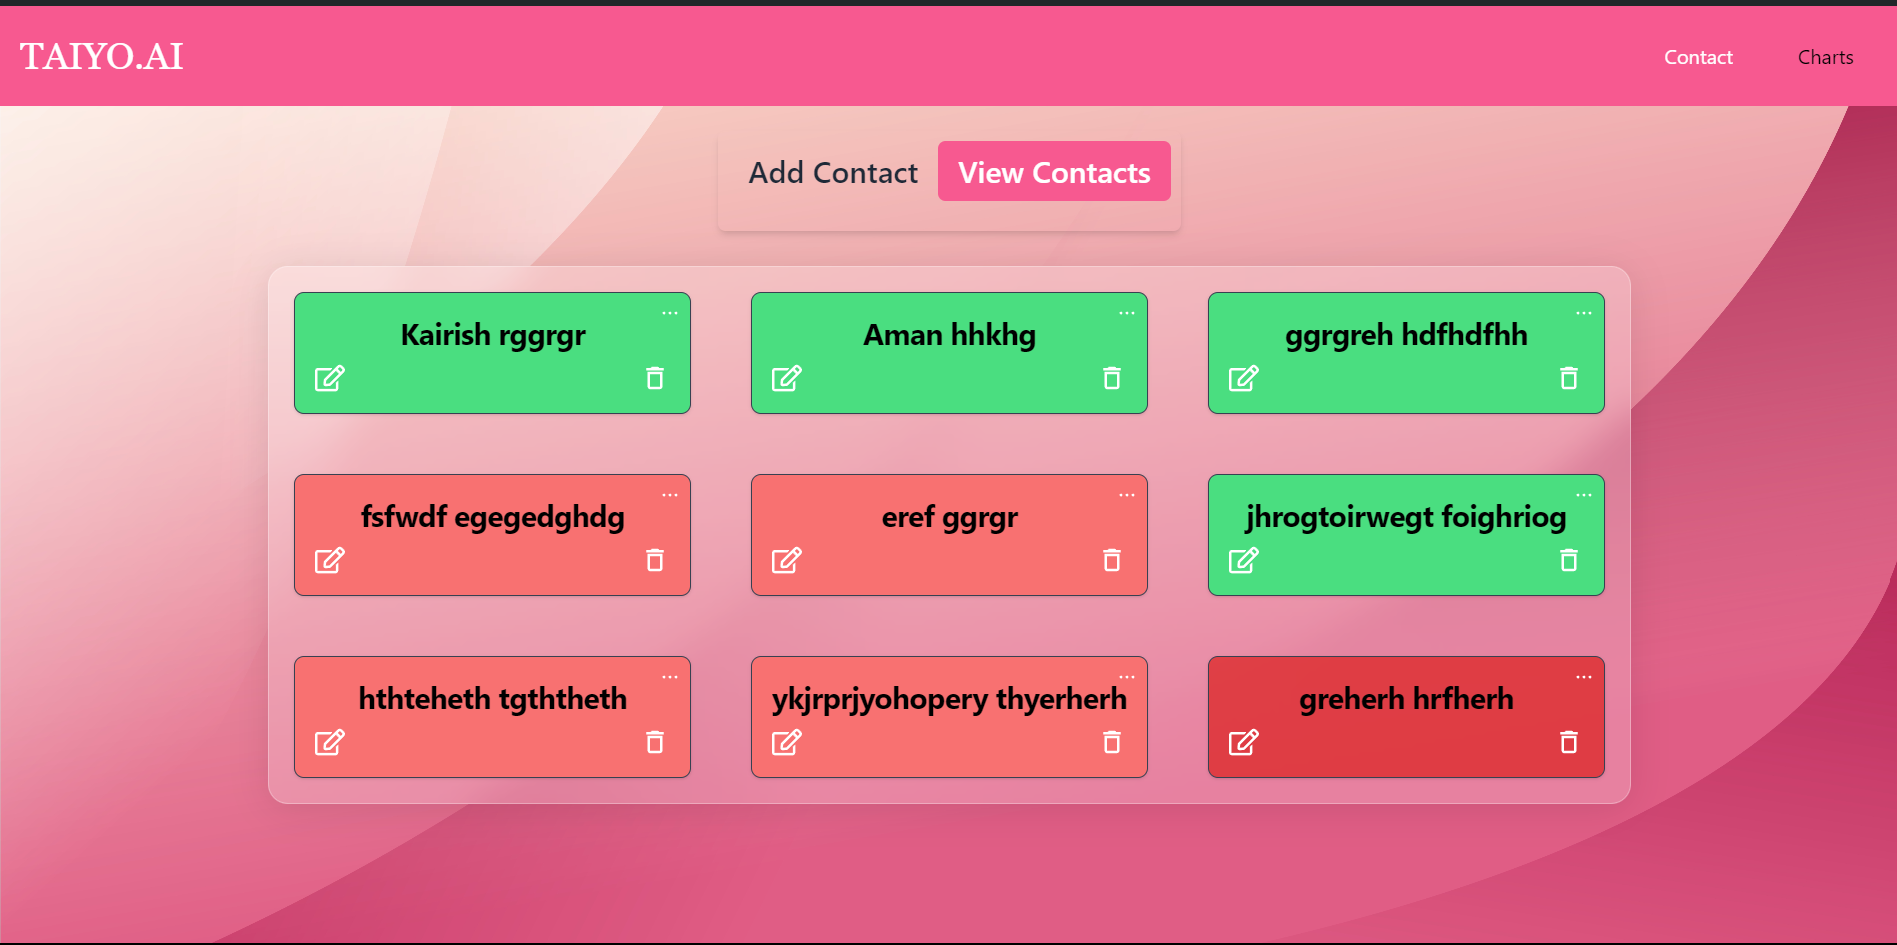 TAIYO.AI
Contact
Charts
Add Contact
View Contacts
Kairish rggrgr
Aman hhkhg
ggrgreh hdfhdfhh
fsfwdf egegedghdg
eref ggrgr
jhrogtoirwegt foighriog
hthteheth tgththeth
ykjrprjyohopery thyerherh
greherh hrfherh